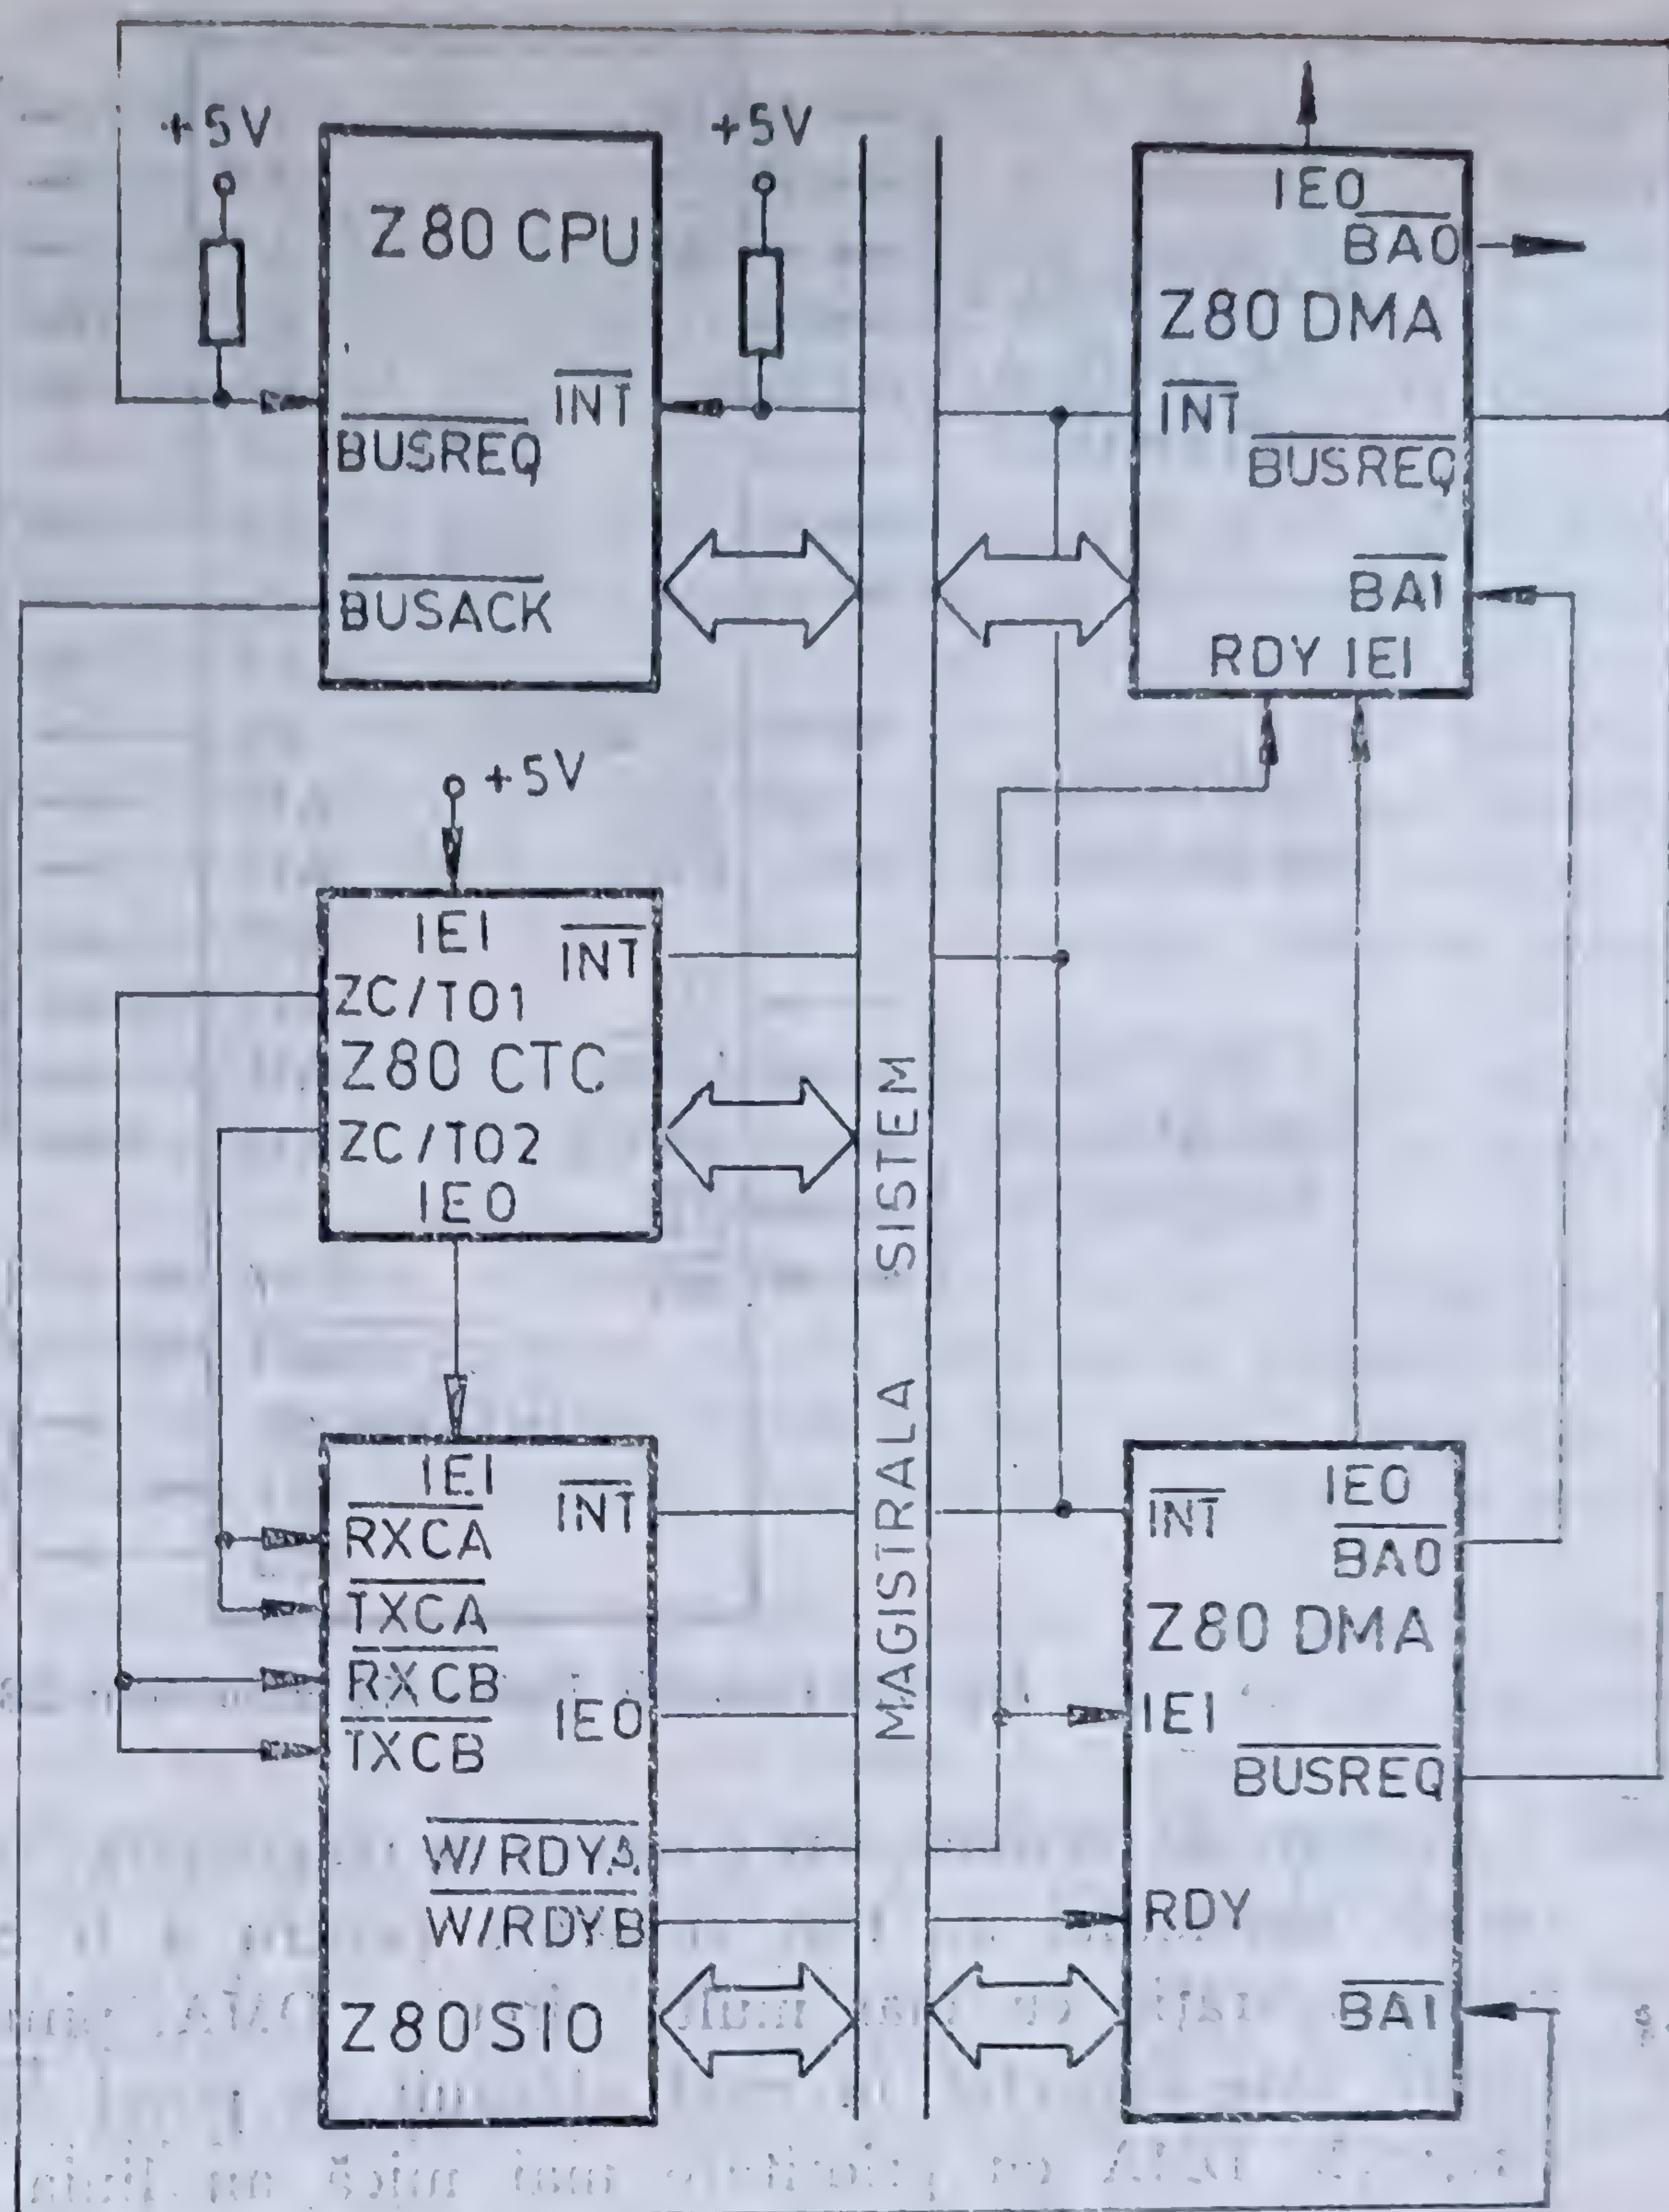 +5V
Z80 CPU
BUSREQ
INT
BUSACK
+5V
+5V
IEI
INT
ZC/TO1
Z80 CTC
ZC/TO2
IEO
IEI
INT
RXCA
TXCA
RXCB
IEO
TXCB
W/RDYA
W/RDYB
Z80 SIO
MAGISTRALA SISTEM
IEO
BAO
Z80 DMA
INT
BUSREQ
BAI
RDY IEI
IEO
INT
BAO
Z80 DMA
IEI
BUSREQ
RDY
BAI